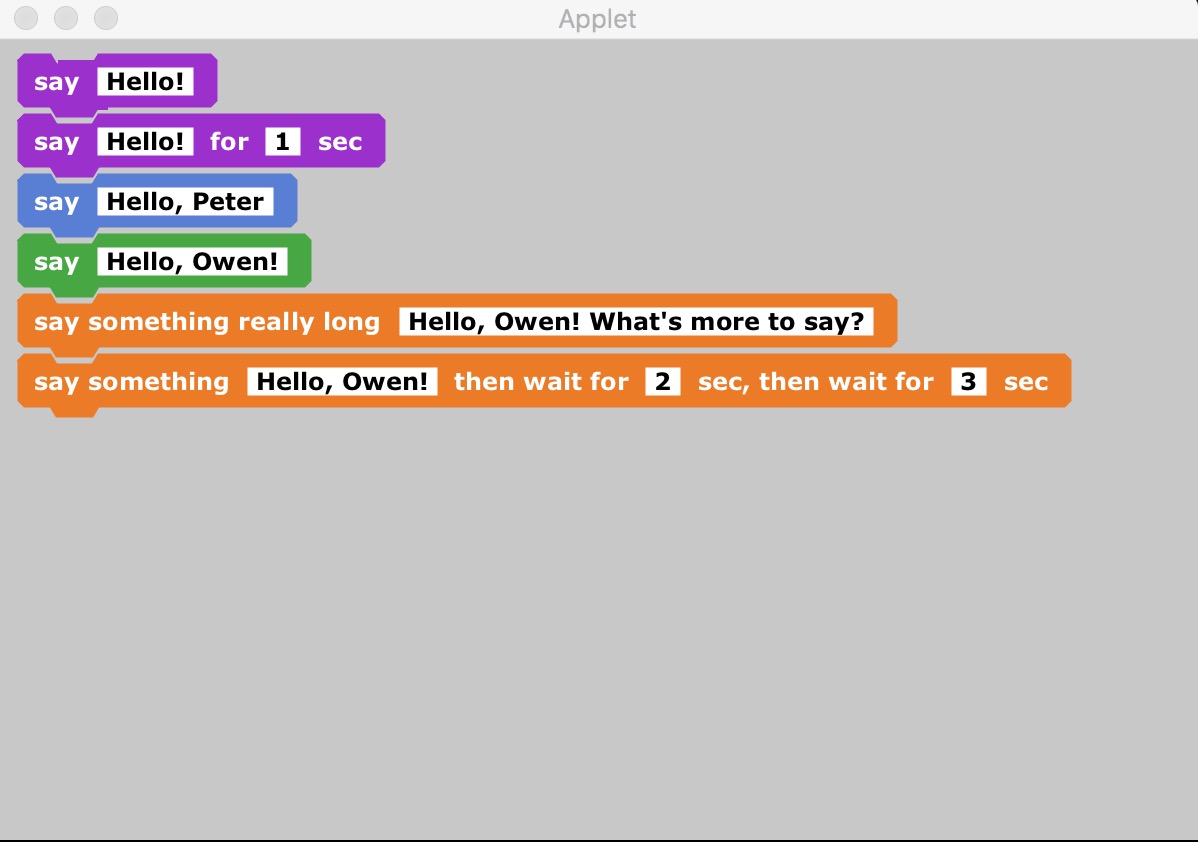 Applet
say Hello!
say Hello! for 1 sec
say Hello, Peter
say Hello, Owen!
say something really long Hello, Owen! What's more to say?
say something Hello, Owen! then wait for 2 sec, then wait for 3 sec